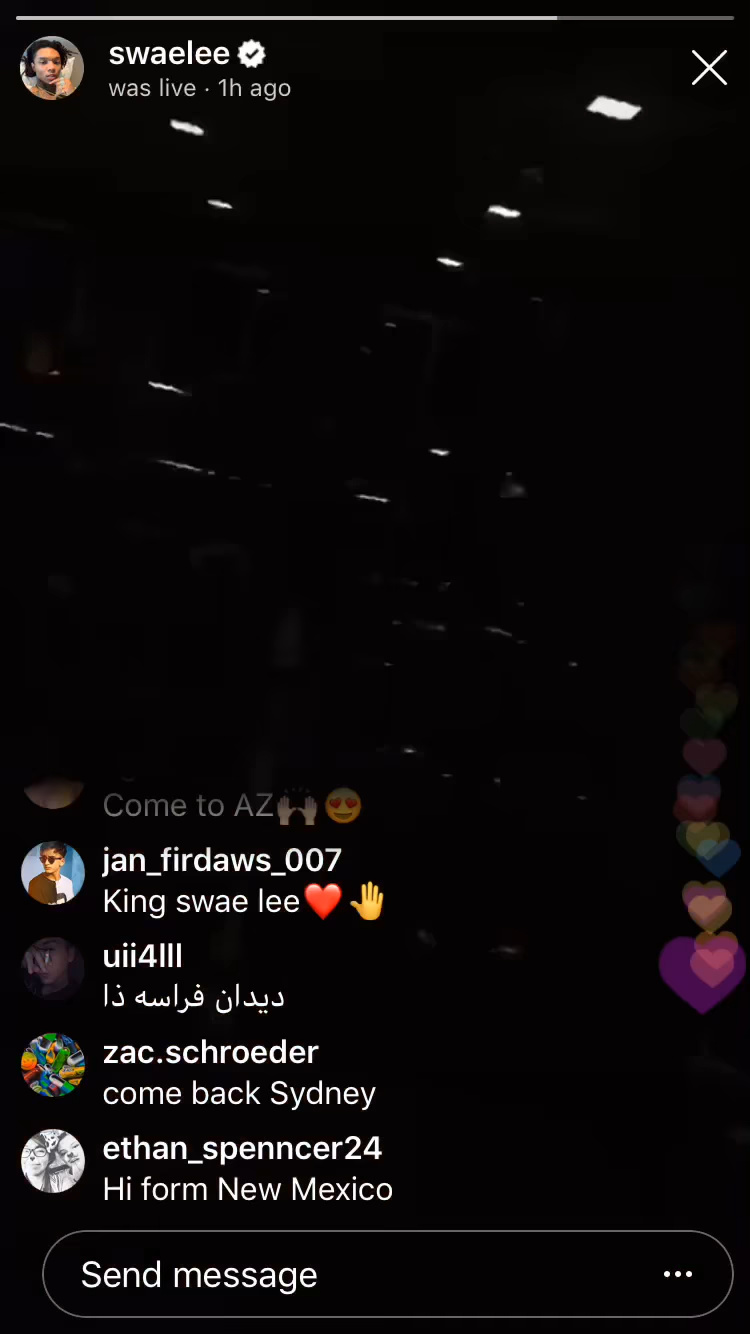 swaelee
was live · 1h ago
Come to AZ🙌🏻😍
jan_firdaws_007
King swae lee❤️🤚
uii4lll
ديدان فراسه ذا
zac.schroeder
come back Sydney
ethan_spenncer24
Hi form New Mexico
Send message